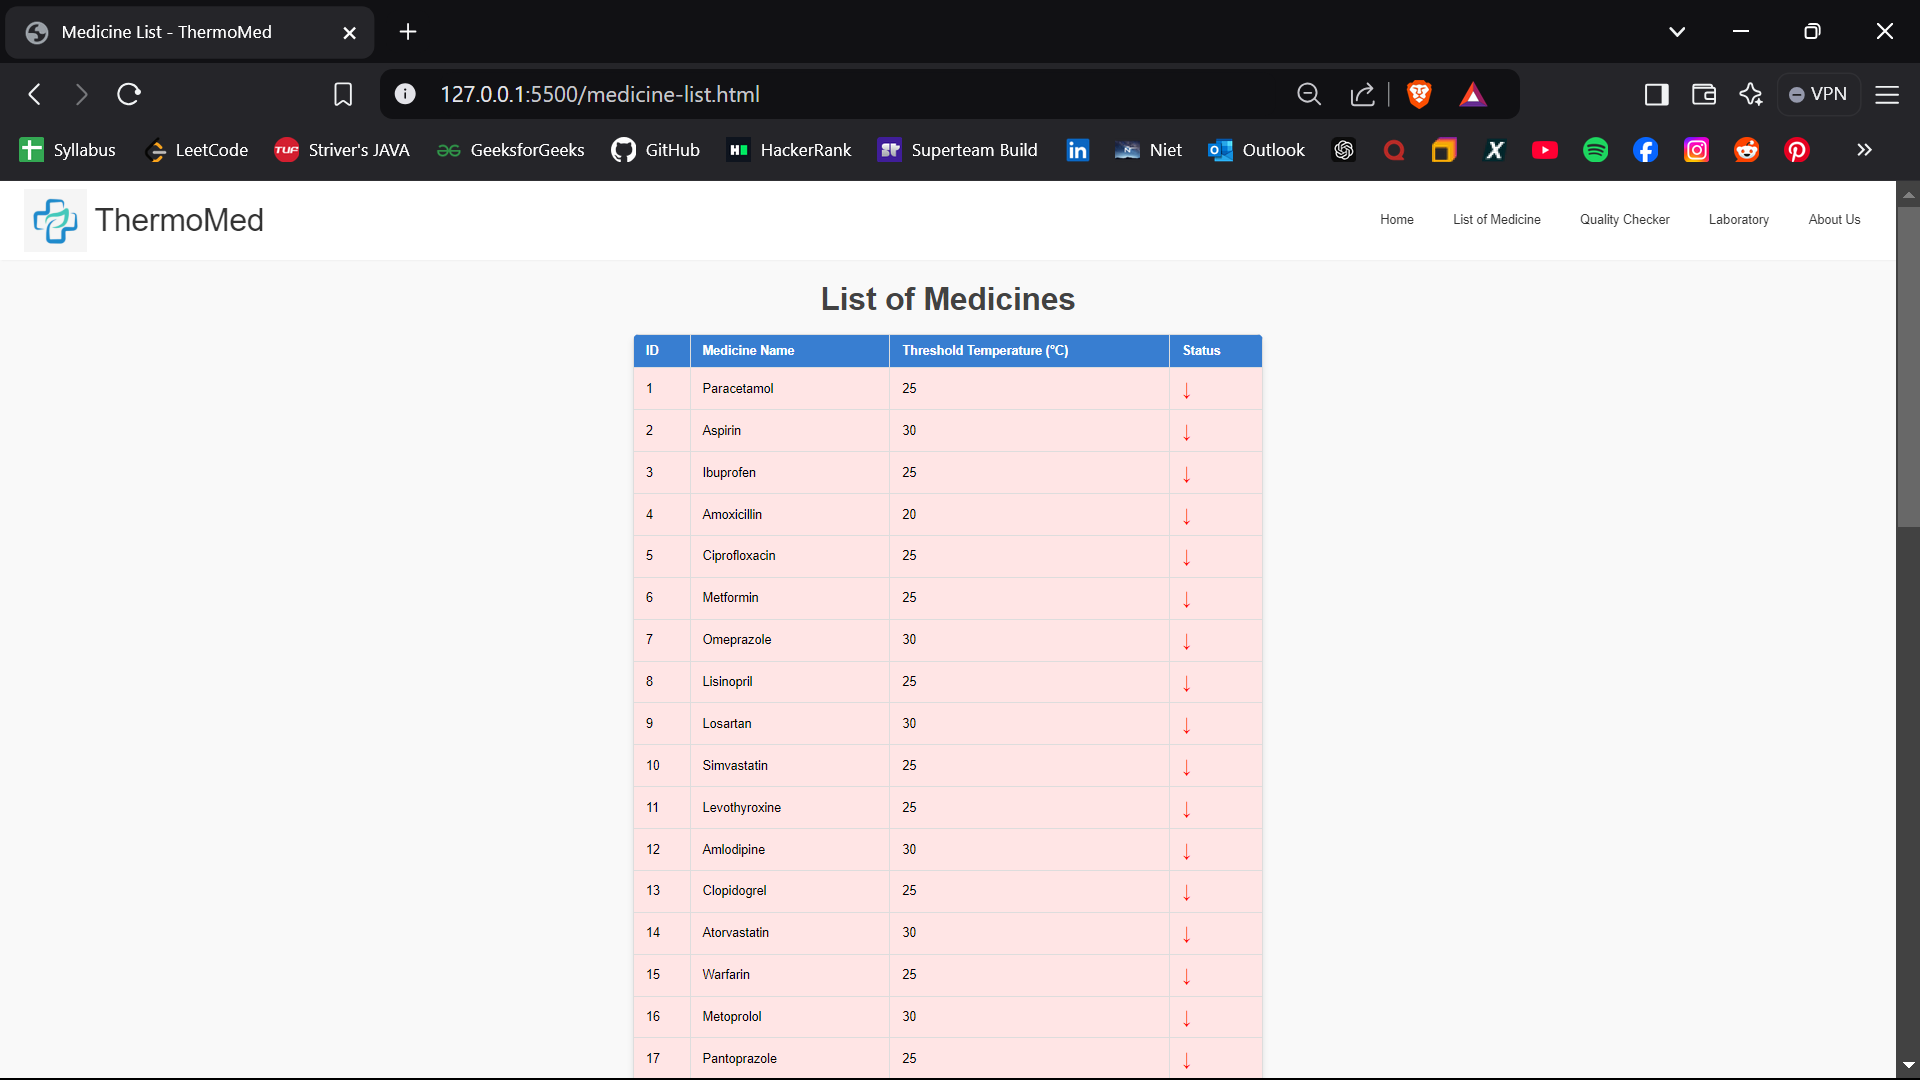 Medicine List - ThermoMed
127.0.0.1:5500/medicine-list.html
VPN
Syllabus LeetCode TUF Striver's JAVA GeeksforGeeks GitHub HackerRank Superteam Build in Niet Outlook
ThermoMed
Home List of Medicine Quality Checker Laboratory About Us
List of Medicines
ID Medicine Name Threshold Temperature (°C) Status
1 Paracetamol 25 ↓
2 Aspirin 30 ↓
3 Ibuprofen 25 ↓
4 Amoxicillin 20 ↓
5 Ciprofloxacin 25 ↓
6 Metformin 25 ↓
7 Omeprazole 30 ↓
8 Lisinopril 25 ↓
9 Losartan 30 ↓
10 Simvastatin 25 ↓
11 Levothyroxine 25 ↓
12 Amlodipine 30 ↓
13 Clopidogrel 25 ↓
14 Atorvastatin 30 ↓
15 Warfarin 25 ↓
16 Metoprolol 30 ↓
17 Pantoprazole 25 ↓